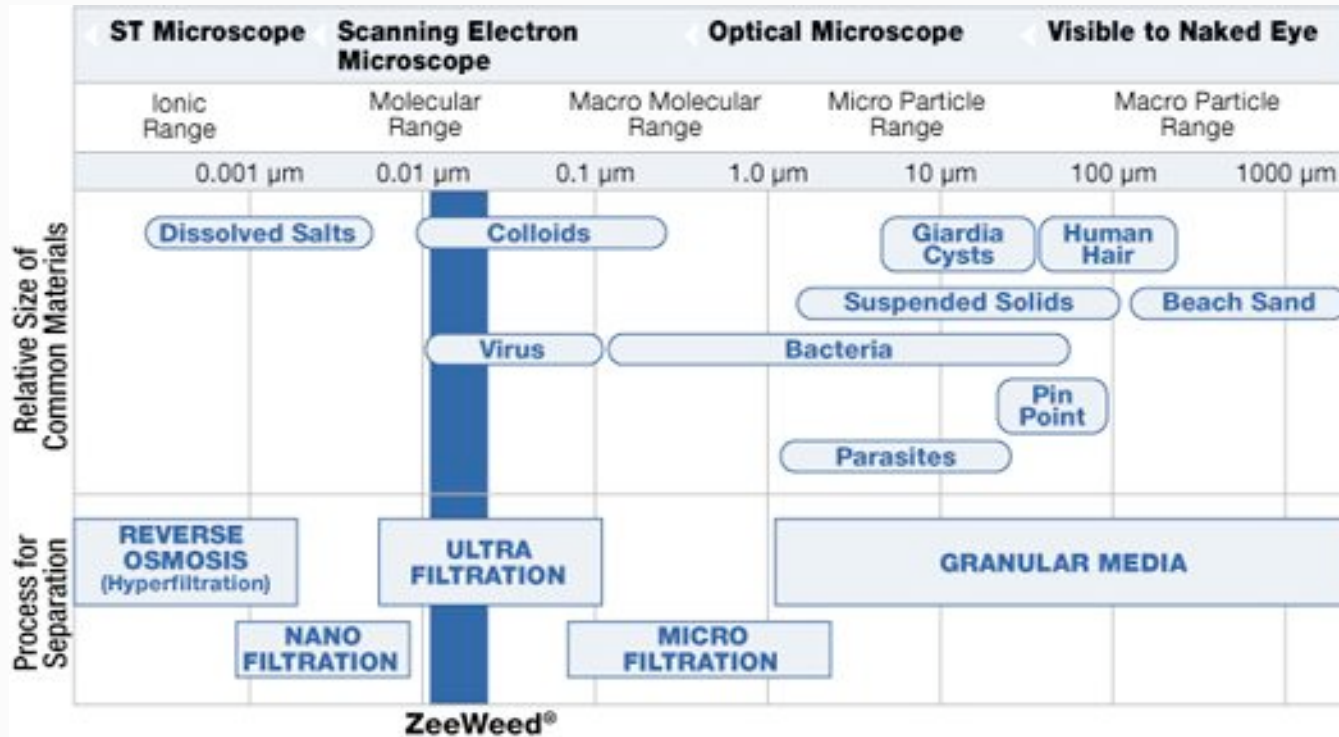 ST Microscope
Scanning Electron
Microscope
Optical Microscope
Visible to Naked Eye
Ionic
Range
Molecular
Range
Macro Molecular
Range
Micro Particle
Range
Macro Particle
Range
0.001 µm
0.01 µm
0.1 µm
1.0 µm
10 µm
100 µm
1000 µm
Relative Size of
Common Materials
Dissolved Salts
Colloids
Giardia
Cysts
Human
Hair
Suspended Solids
Beach Sand
Virus
Bacteria
Pin
Point
Parasites
Process for
Separation
REVERSE
OSMOSIS
(Hyperfiltration)
ULTRA
FILTRATION
GRANULAR MEDIA
NANO
FILTRATION
MICRO
FILTRATION
ZeeWeed®